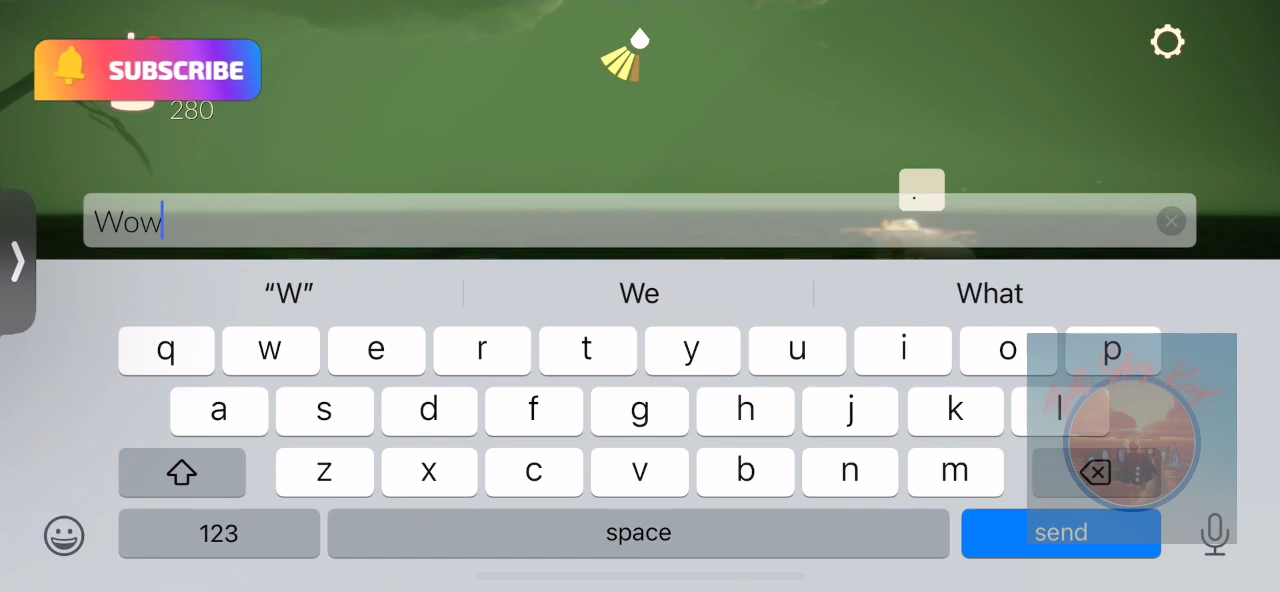 SUBSCRIBE
280
.
Wow
“W” We What
q w e r t y u i o p
a s d f g h j k l
z x c v b n m
123 space send